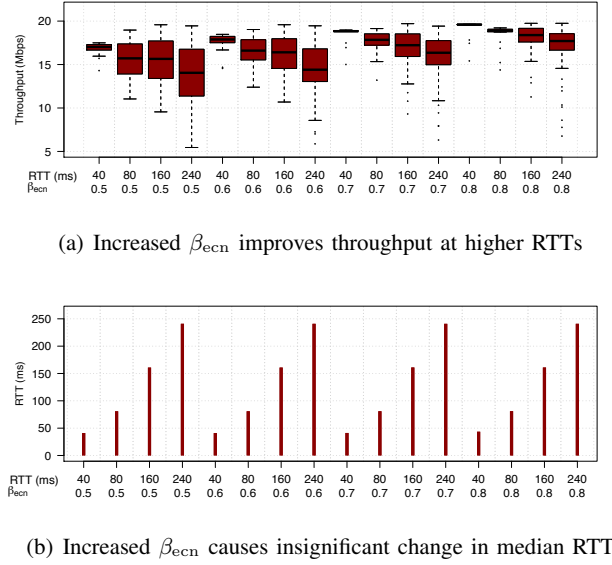 20
15
10
5
Throughput (Mbps)
40 80 160 240 40 80 160 240 40 80 160 240 40 80 160 240
RTT (ms)
0.5 0.5 0.5 0.5 0.6 0.6 0.6 0.6 0.7 0.7 0.7 0.7 0.8 0.8 0.8 0.8
βecn
(a) Increased βecn improves throughput at higher RTTs
250
200
150
100
50
0
RTT (ms)
40 80 160 240 40 80 160 240 40 80 160 240 40 80 160 240
RTT (ms)
0.5 0.5 0.5 0.5 0.6 0.6 0.6 0.6 0.7 0.7 0.7 0.7 0.8 0.8 0.8 0.8
βecn
(b) Increased βecn causes insignificant change in median RTT